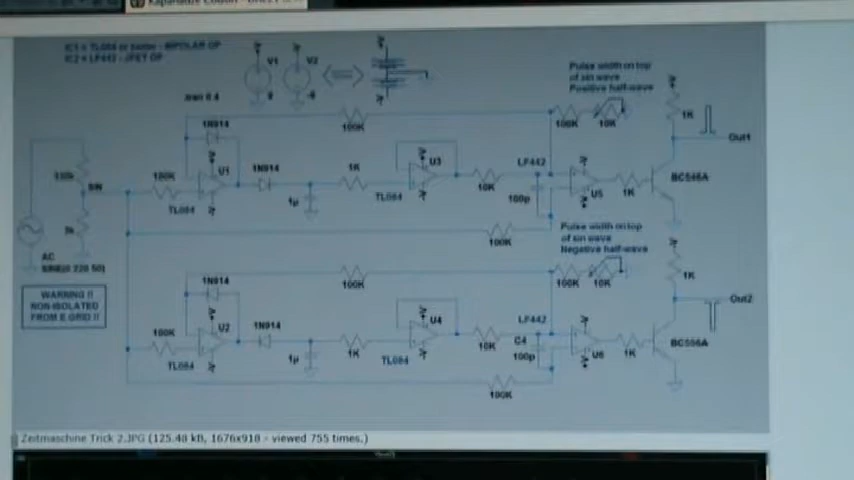 IC1 = TL084 or better - BIPOLAR OP
IC2 = LF442 - JFET OP
V1
V2
9
-9
Pulse width on top
of sin wave
Positive half-wave
1N914
100K
100K
10K
1K
Out1
100K
U1
1N914
1K
U3
LF442
SIN
TL084
1µ
TL084
10K
100p
U5
1K
BC546A
100K
Pulse width on top
of sin wave
Negative half-wave
AC
SINE(0 220 50)
WARNING !!
NON-ISOLATED
FROM E GRID !!
1N914
100K
100K
10K
1K
Out2
100K
U2
1N914
1K
U4
LF442
TL084
1µ
TL084
10K
C4
100p
U6
1K
BC556A
100K
Zeitmaschine Trick 2.JPG (125.48 kB, 1676x910 - viewed 755 times.)